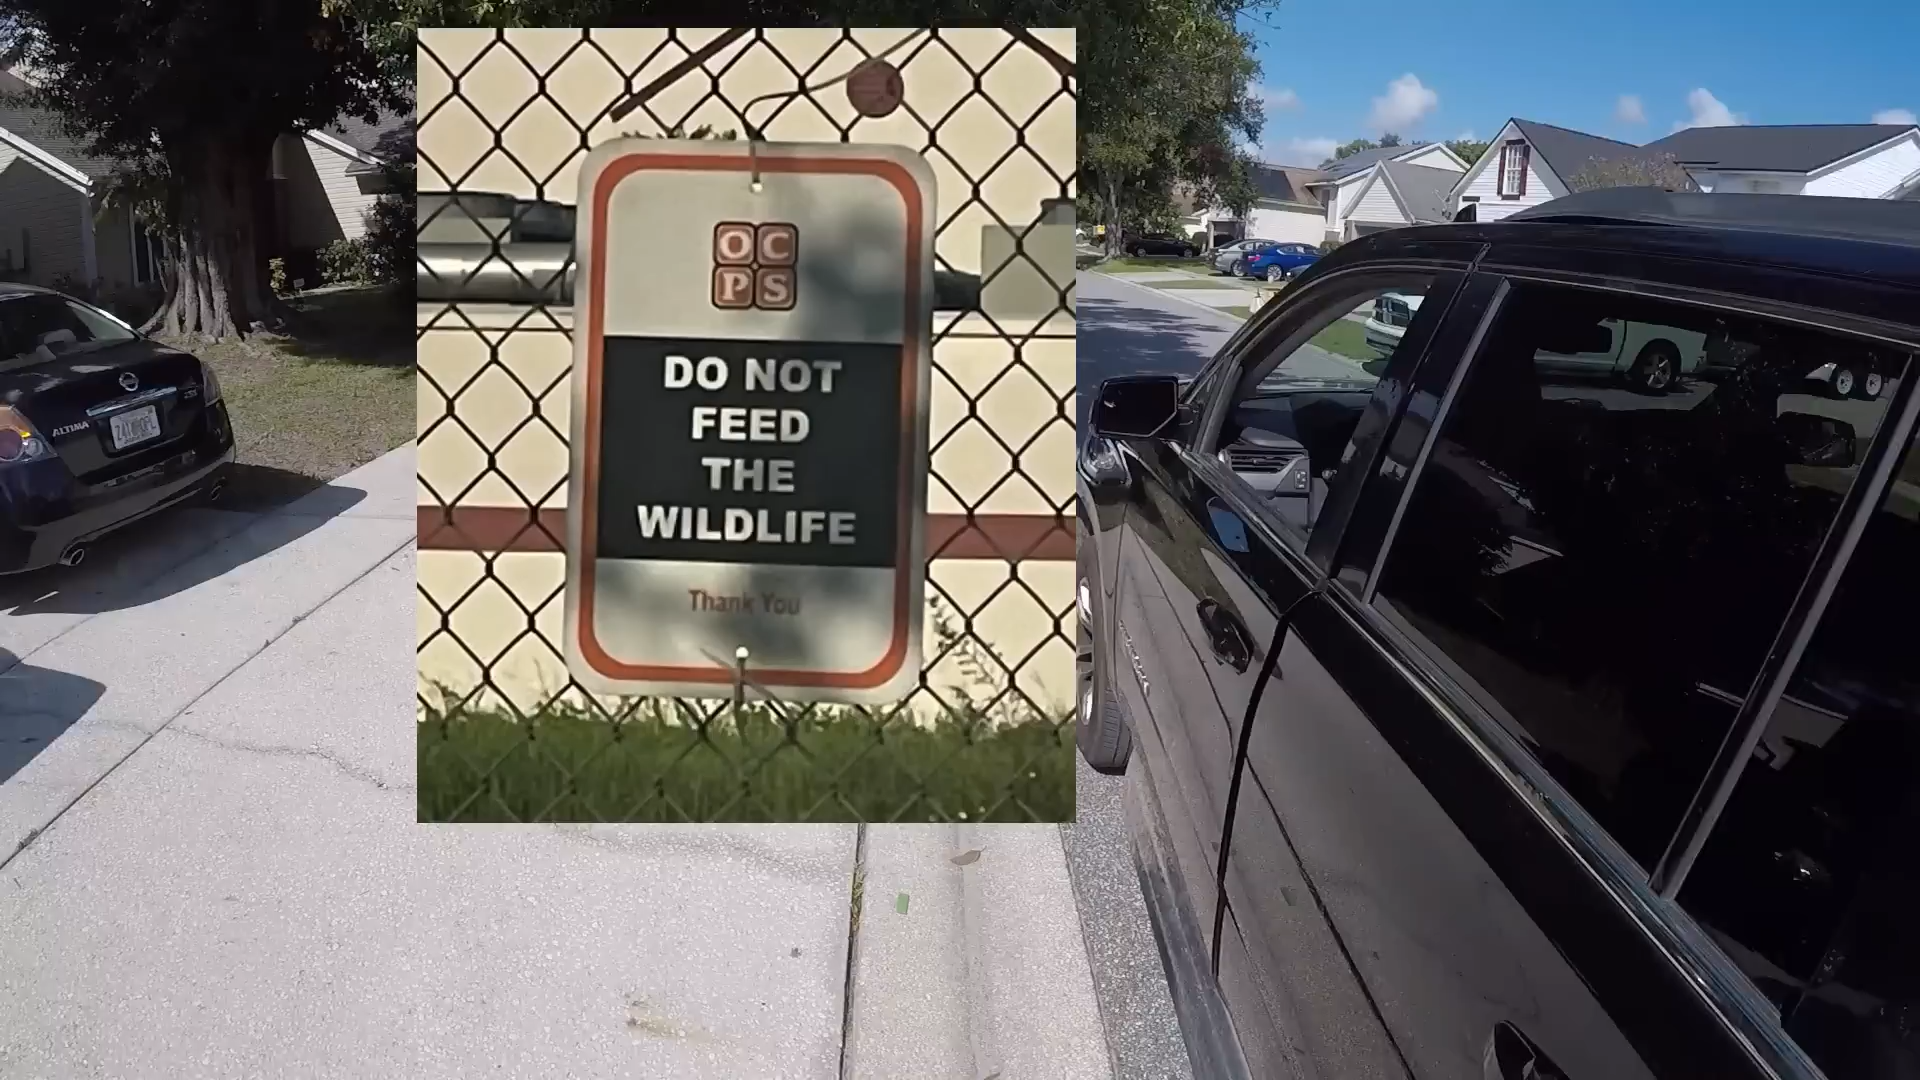 OC
PS
DO NOT
FEED
THE
WILDLIFE
Thank You
ALTIMA